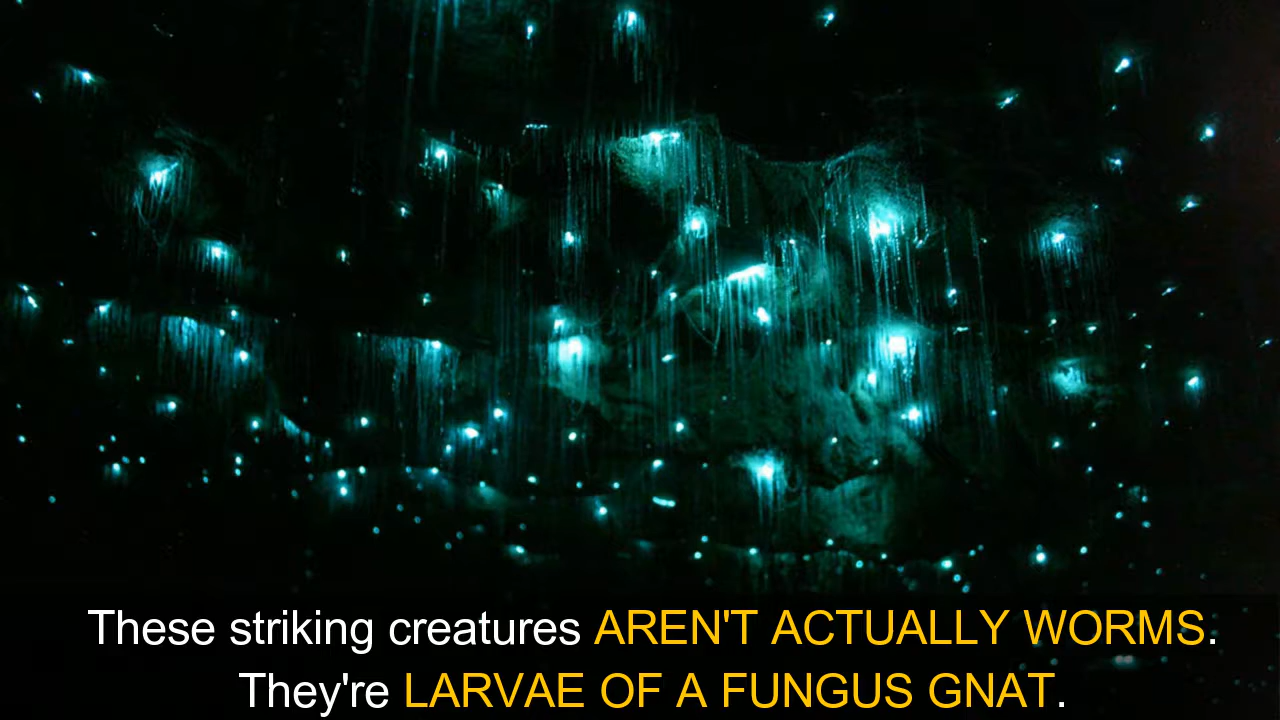 These striking creatures AREN'T ACTUALLY WORMS.
They're LARVAE OF A FUNGUS GNAT.